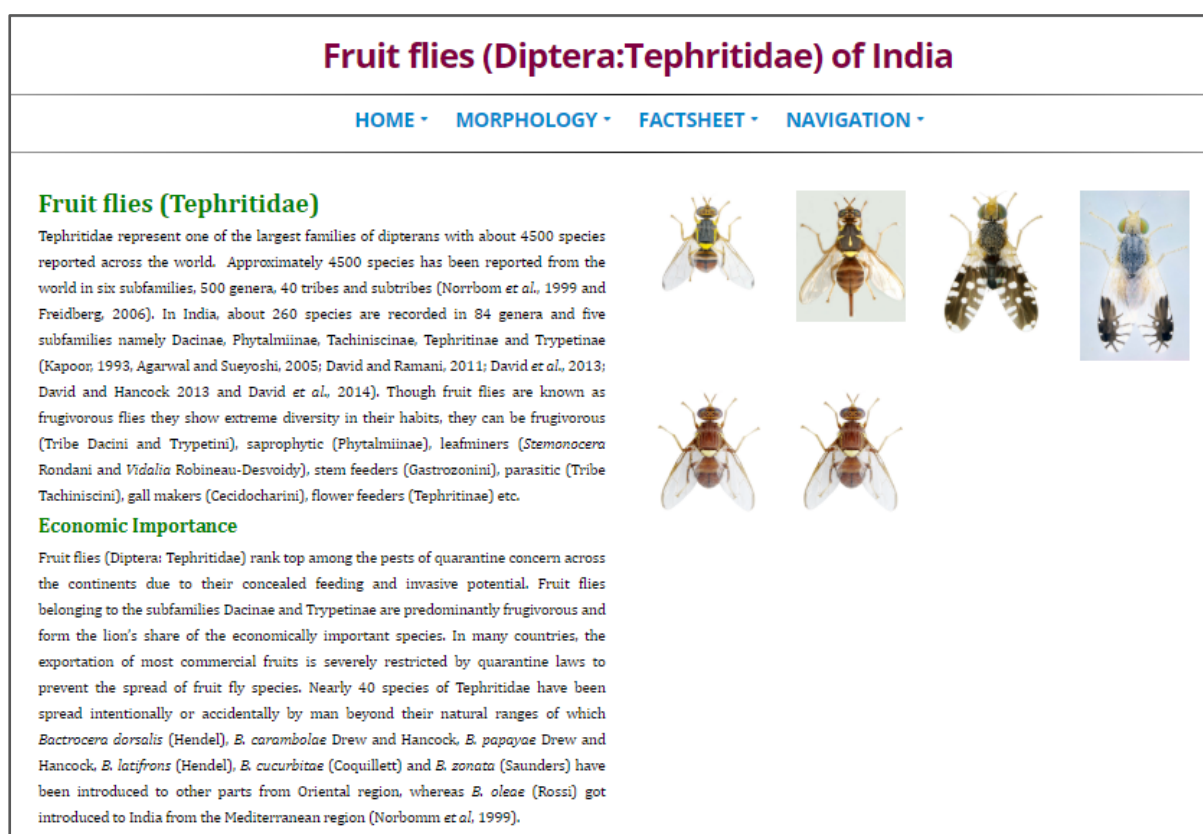 Fruit flies (Diptera:Tephritidae) of India
HOME MORPHOLOGY FACTSHEET NAVIGATION
Fruit flies (Tephritidae)
Tephritidae represent one of the largest families of dipterans with about 4500 species
reported across the world. Approximately 4500 species has been reported from the
world in six subfamilies, 500 genera, 40 tribes and subtribes (Norrbom et al., 1999 and
Freidberg, 2006). In India, about 260 species are recorded in 84 genera and five
subfamilies namely Dacinae, Phytalmiinae, Tachiniscinae, Tephritinae and Trypetinae
(Kapoor, 1993, Agarwal and Sueyoshi, 2005; David and Ramani, 2011; David et al., 2013;
David and Hancock 2013 and David et al., 2014). Though fruit flies are known as
frugivorous flies they show extreme diversity in their habits, they can be frugivorous
(Tribe Dacini and Trypetini), saprophytic (Phytalmiinae), leafminers (Stemonocera
Rondani and Vidalia Robineau-Desvoidy), stem feeders (Gastrozonini), parasitic (Tribe
Tachiniscini), gall makers (Cecidocharini), flower feeders (Tephritinae) etc.
Economic Importance
Fruit flies (Diptera: Tephritidae) rank top among the pests of quarantine concern across
the continents due to their concealed feeding and invasive potential. Fruit flies
belonging to the subfamilies Dacinae and Trypetinae are predominantly frugivorous and
form the lion's share of the economically important species. In many countries, the
exportation of most commercial fruits is severely restricted by quarantine laws to
prevent the spread of fruit fly species. Nearly 40 species of Tephritidae have been
spread intentionally or accidentally by man beyond their natural ranges of which
Bactrocera dorsalis (Hendel), B. carambolae Drew and Hancock, B. papayae Drew and
Hancock, B. latifrons (Hendel), B. cucurbitae (Coquillett) and B. zonata (Saunders) have
been introduced to other parts from Oriental region, whereas B. oleae (Rossi) got
introduced to India from the Mediterranean region (Norbomm et al, 1999).